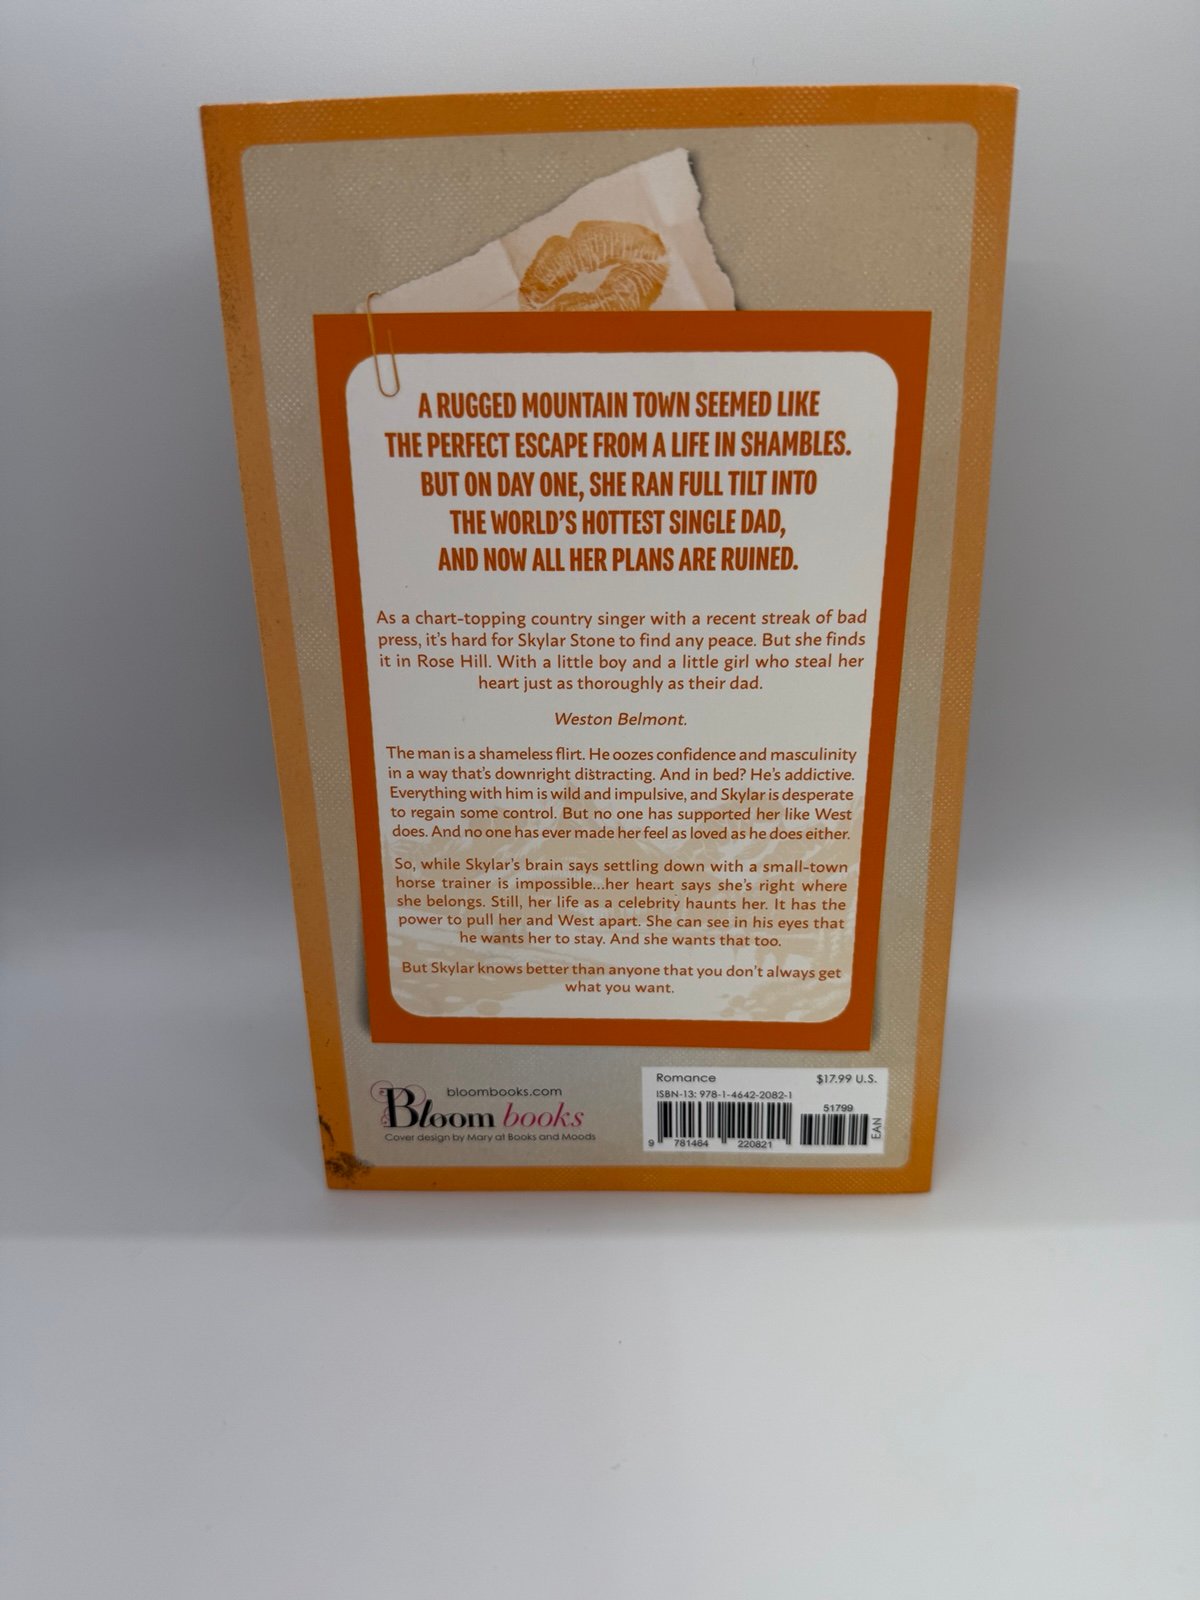 A RUGGED MOUNTAIN TOWN SEEMED LIKE
THE PERFECT ESCAPE FROM A LIFE IN SHAMBLES.
BUT ON DAY ONE, SHE RAN FULL TILT INTO
THE WORLD'S HOTTEST SINGLE DAD,
AND NOW ALL HER PLANS ARE RUINED.
As a chart-topping country singer with a recent streak of bad
press, it's hard for Skylar Stone to find any peace. But she finds
it in Rose Hill. With a little boy and a little girl who steal her
heart just as thoroughly as their dad.
Weston Belmont.
The man is a shameless flirt. He oozes confidence and masculinity
in a way that's downright distracting. And in bed? He's addictive.
Everything with him is wild and impulsive, and Skylar is desperate
to regain some control. But no one has supported her like West
does. And no one has ever made her feel as loved as he does either.
So, while Skylar's brain says settling down with a small-town
horse trainer is impossible...her heart says she's right where
she belongs. Still, her life as a celebrity haunts her. It has the
power to pull her and West apart. She can see in his eyes that
he wants her to stay. And she wants that too.
But Skylar knows better than anyone that you don't always get
what you want.
bloombooks.com
Bloom books
Cover design by Mary at Books and Moods
Romance $17.99 U.S.
ISBN-13: 978-1-4642-2082-1
51799
EAN
9 781464 220821